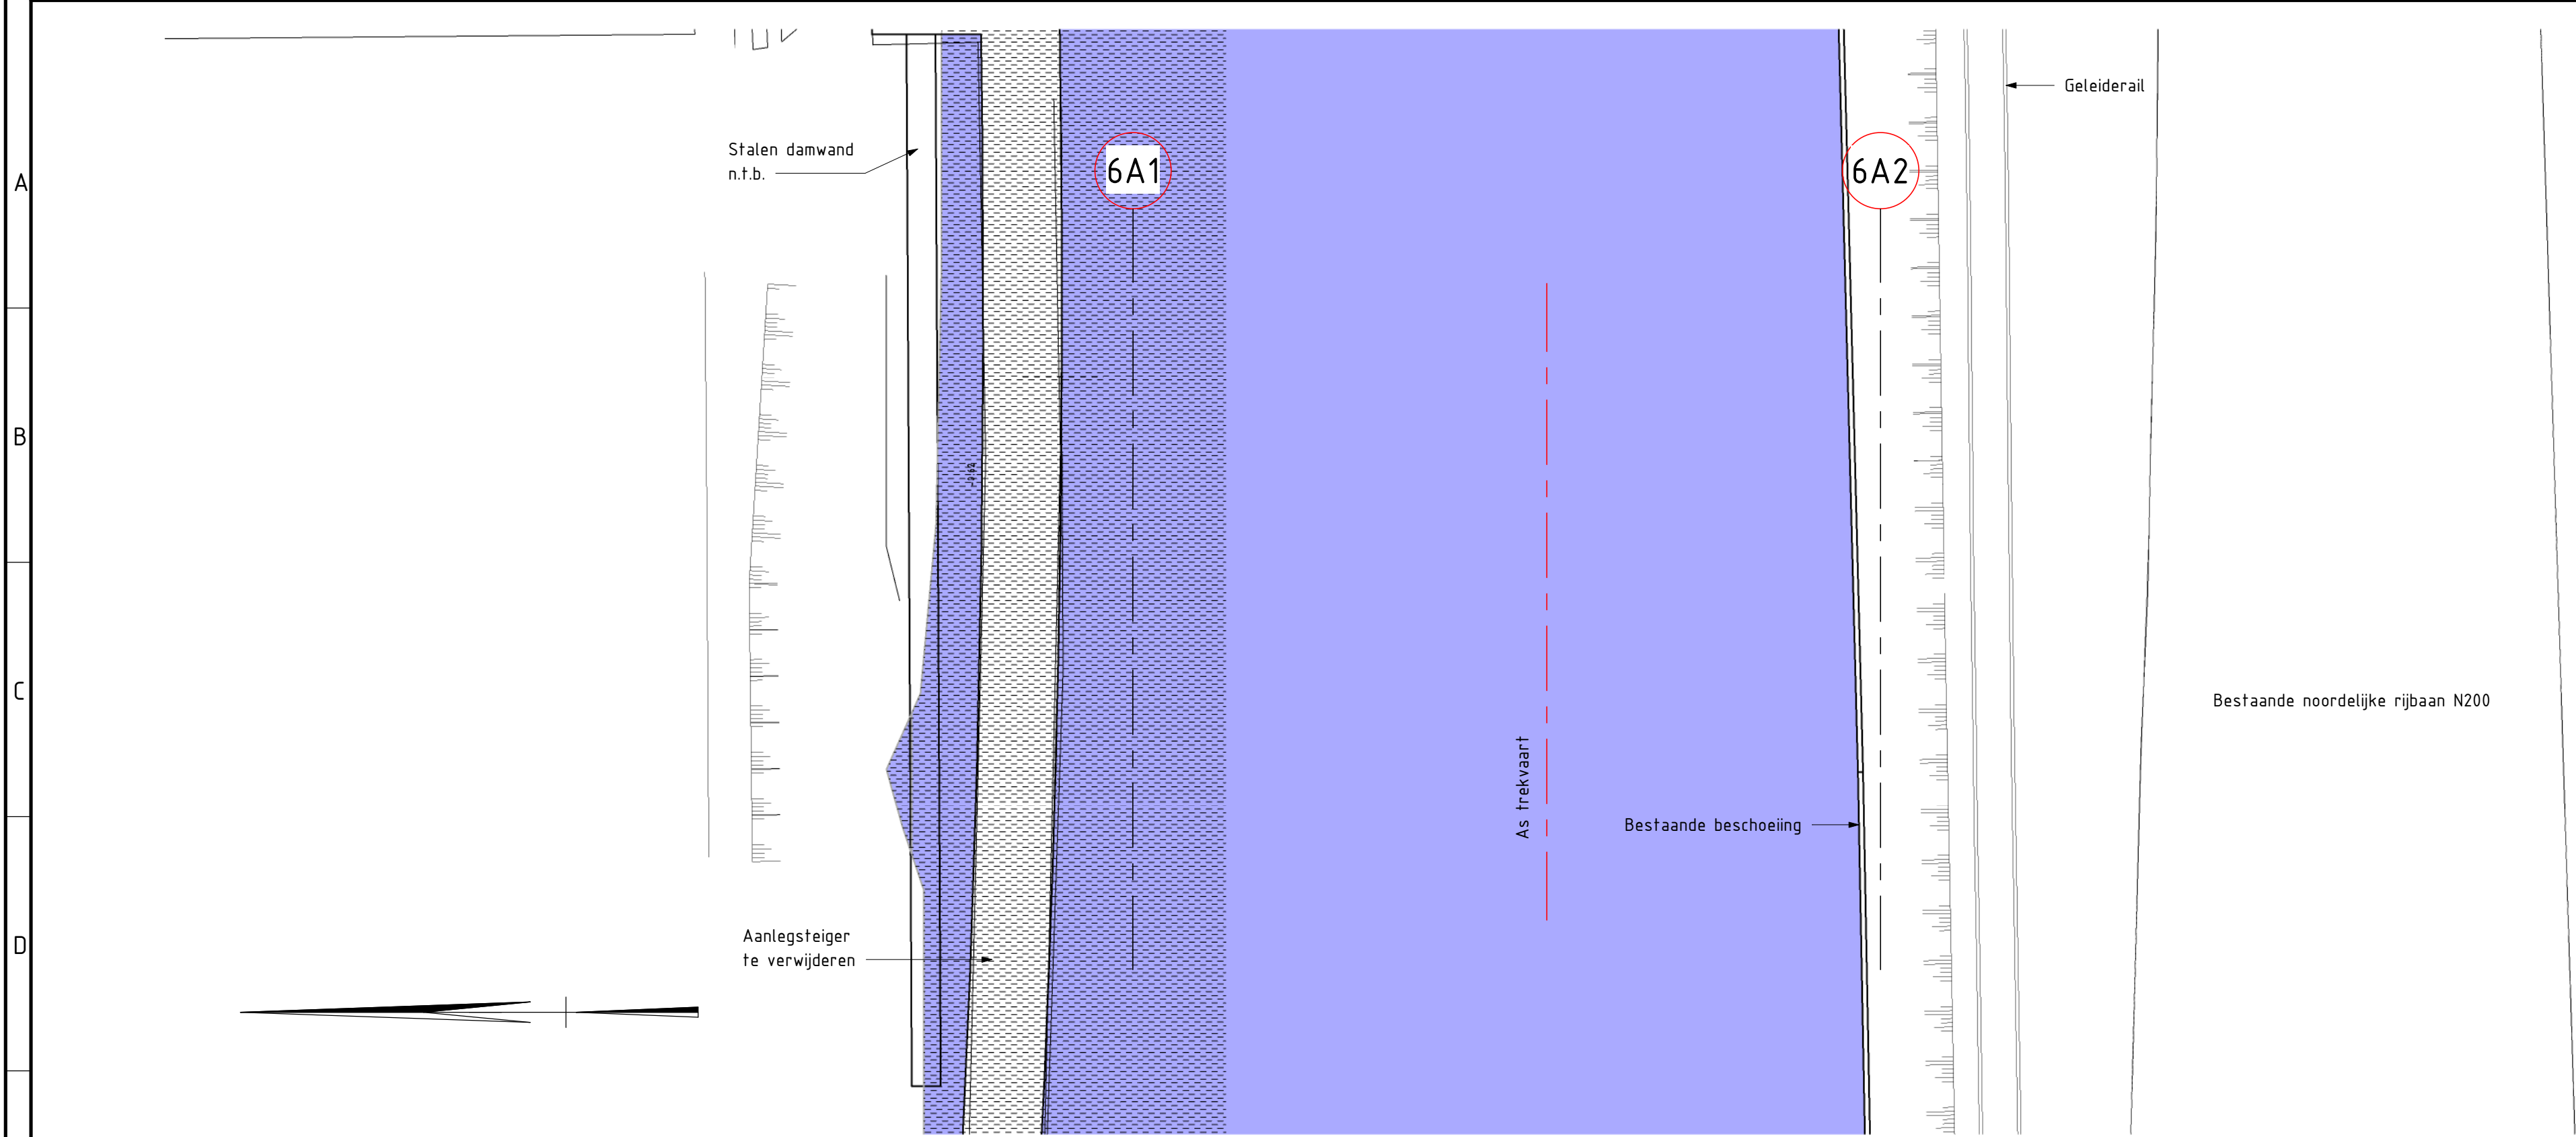 Geleiderail
Stalen damwand
n.t.b.
6A1
6A2
A
B
C
Bestaande noordelijke rijbaan N200
As trekvaart
Bestaande beschoeiing
Aanlegsteiger
te verwijderen
D